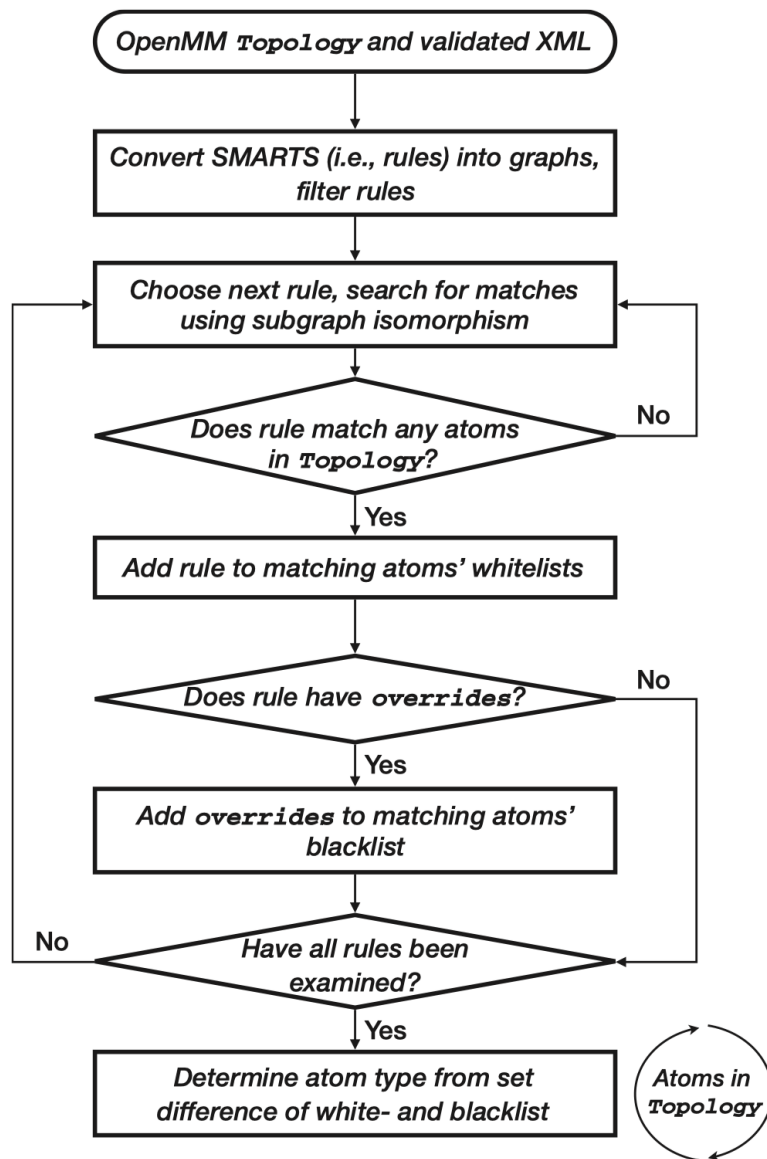 OpenMM Topology and validated XML
Convert SMARTS (i.e., rules) into graphs,
filter rules
Choose next rule, search for matches
using subgraph isomorphism
Does rule match any atoms
in Topology?
No
Yes
Add rule to matching atoms’ whitelists
Does rule have overrides?
No
Yes
Add overrides to matching atoms’
blacklist
Have all rules been
examined?
No
Yes
Determine atom type from set
difference of white- and blacklist
Atoms in
Topology